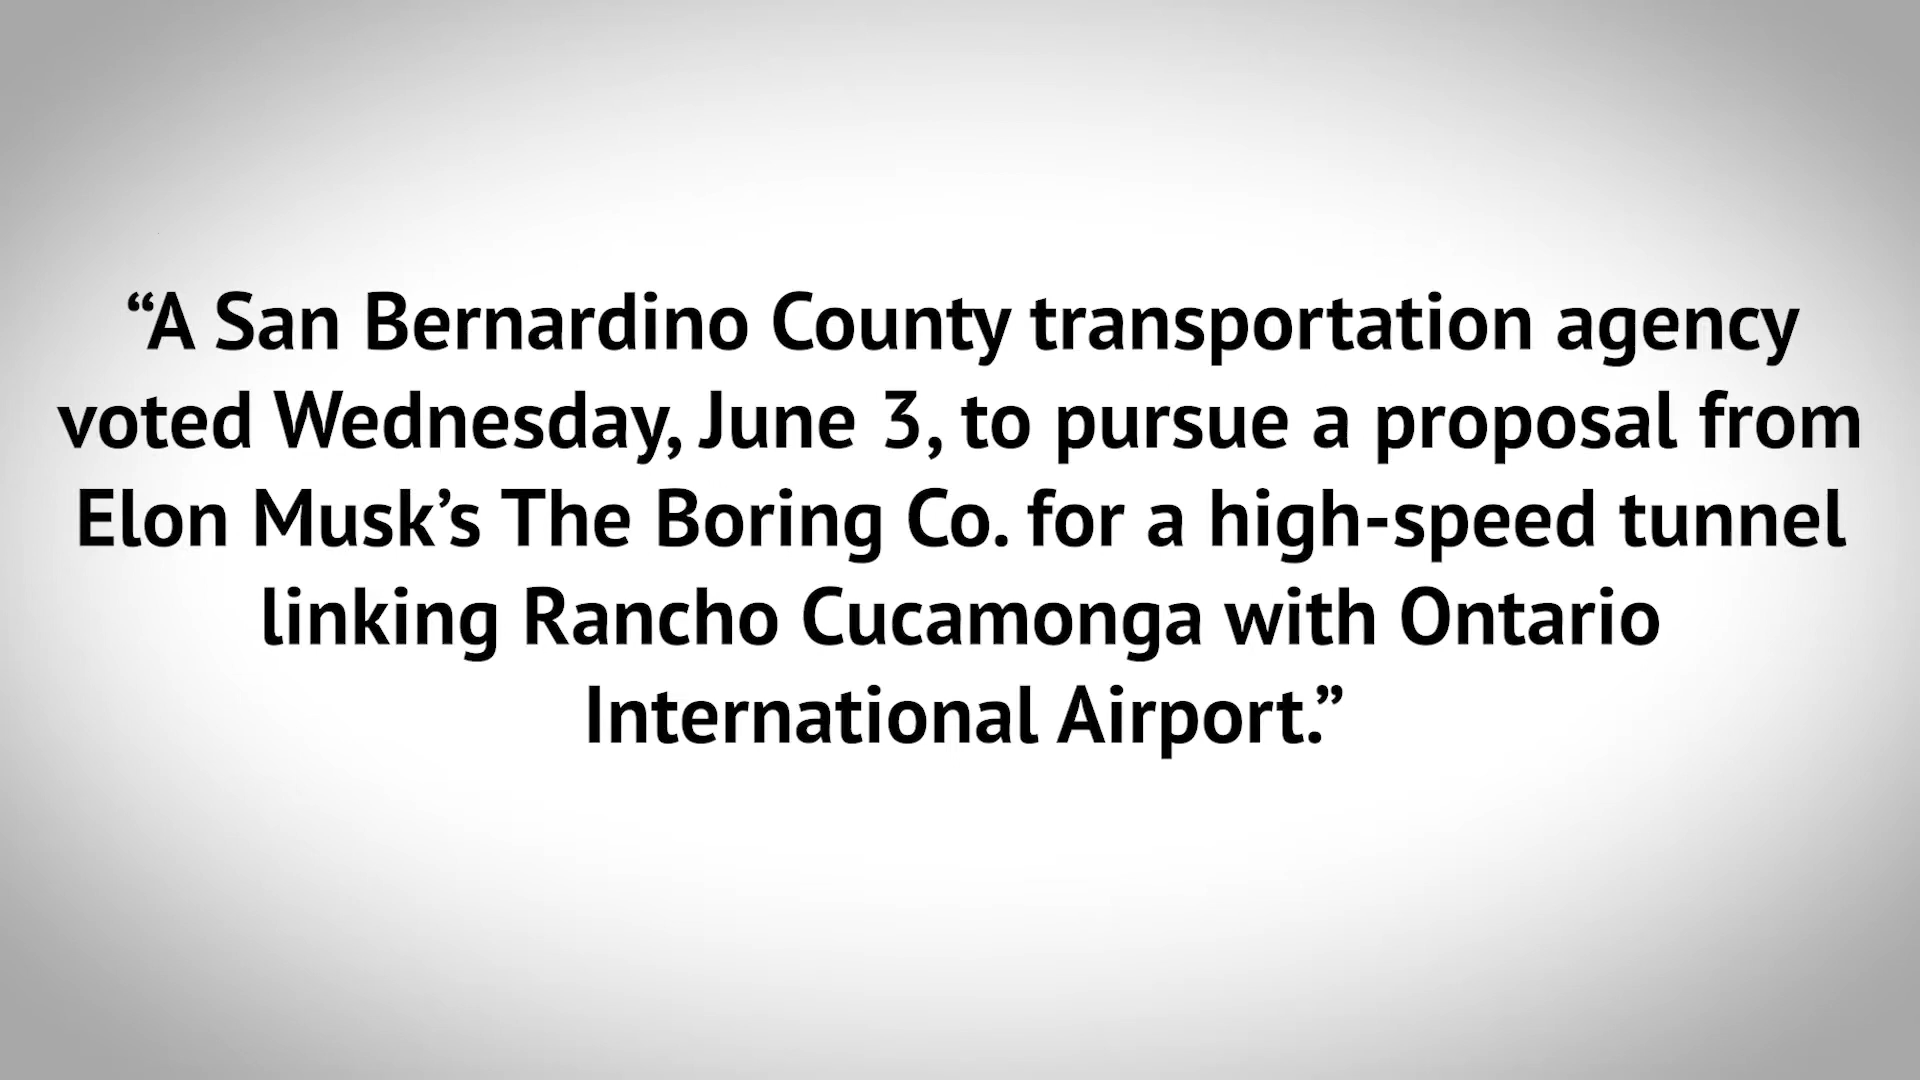 “A San Bernardino County transportation agency
voted Wednesday, June 3, to pursue a proposal from
Elon Musk’s The Boring Co. for a high-speed tunnel
linking Rancho Cucamonga with Ontario
International Airport.”